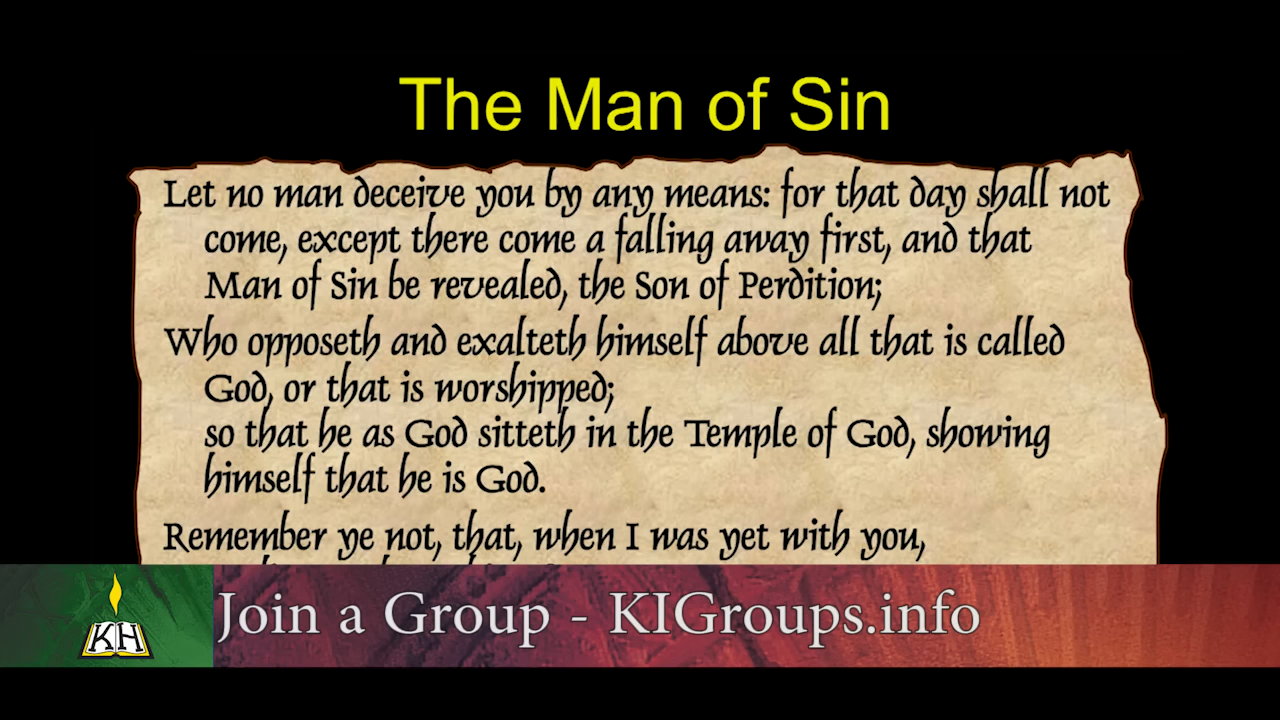 The Man of Sin
Let no man deceive you by any means: for that day shall not
come, except there come a falling away first, and that
Man of Sin be revealed, the Son of Perdition;
Who opposeth and exalteth himself above all that is called
God, or that is worshipped;
so that he as God sitteth in the Temple of God, showing
himself that he is God.
Remember ye not, that, when I was yet with you,
KH
Join a Group - KIGroups.info